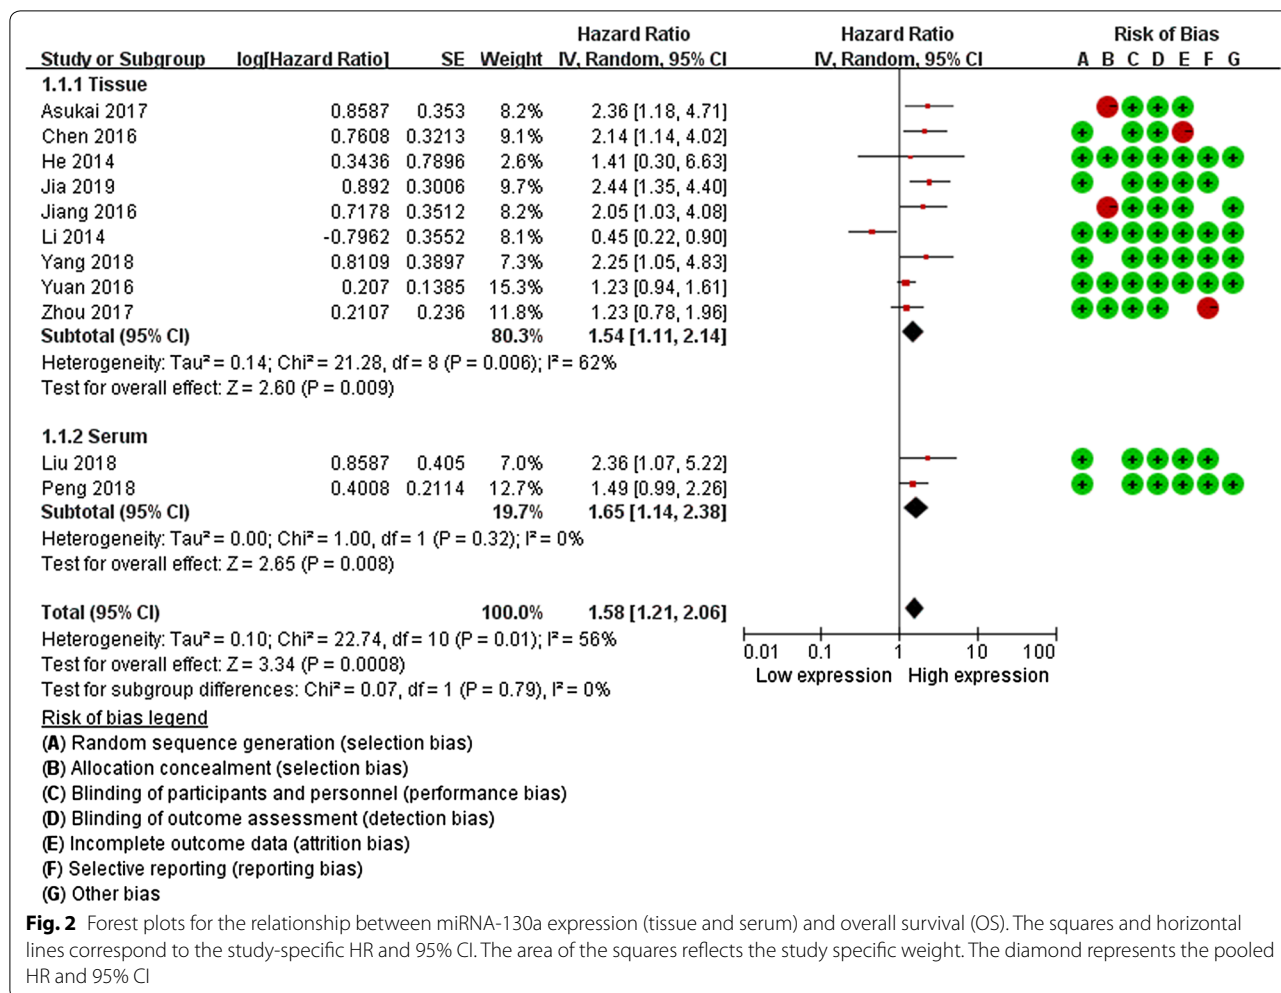 Hazard Ratio Hazard Ratio Risk of Bias
Study or Subgroup log[Hazard Ratio] SE Weight IV, Random, 95% CI IV, Random, 95% CI A B C D E F G
1.1.1 Tissue
Asukai 2017 0.8587 0.353 8.2% 2.36 [1.18, 4.71]
Chen 2016 0.7608 0.3213 9.1% 2.14 [1.14, 4.02]
He 2014 0.3436 0.7896 2.6% 1.41 [0.30, 6.63]
Jia 2019 0.892 0.3006 9.7% 2.44 [1.35, 4.40]
Jiang 2016 0.7178 0.3512 8.2% 2.05 [1.03, 4.08]
Li 2014 -0.7962 0.3552 8.1% 0.45 [0.22, 0.90]
Yang 2018 0.8109 0.3897 7.3% 2.25 [1.05, 4.83]
Yuan 2016 0.207 0.1385 15.3% 1.23 [0.94, 1.61]
Zhou 2017 0.2107 0.236 11.8% 1.23 [0.78, 1.96]
Subtotal (95% CI) 80.3% 1.54 [1.11, 2.14]
Heterogeneity: Tau² = 0.14; Chi² = 21.28, df = 8 (P = 0.006); I² = 62%
Test for overall effect: Z = 2.60 (P = 0.009)
1.1.2 Serum
Liu 2018 0.8587 0.405 7.0% 2.36 [1.07, 5.22]
Peng 2018 0.4008 0.2114 12.7% 1.49 [0.99, 2.26]
Subtotal (95% CI) 19.7% 1.65 [1.14, 2.38]
Heterogeneity: Tau² = 0.00; Chi² = 1.00, df = 1 (P = 0.32); I² = 0%
Test for overall effect: Z = 2.65 (P = 0.008)
Total (95% CI) 100.0% 1.58 [1.21, 2.06]
Heterogeneity: Tau² = 0.10; Chi² = 22.74, df = 10 (P = 0.01); I² = 56%
Test for overall effect: Z = 3.34 (P = 0.0008)
Test for subgroup differences: Chi² = 0.07, df = 1 (P = 0.79), I² = 0%
0.01 0.1 1 10 100
Low expression High expression
Risk of bias legend
(A) Random sequence generation (selection bias)
(B) Allocation concealment (selection bias)
(C) Blinding of participants and personnel (performance bias)
(D) Blinding of outcome assessment (detection bias)
(E) Incomplete outcome data (attrition bias)
(F) Selective reporting (reporting bias)
(G) Other bias
Fig. 2 Forest plots for the relationship between miRNA-130a expression (tissue and serum) and overall survival (OS). The squares and horizontal
lines correspond to the study-specific HR and 95% CI. The area of the squares reflects the study specific weight. The diamond represents the pooled
HR and 95% CI